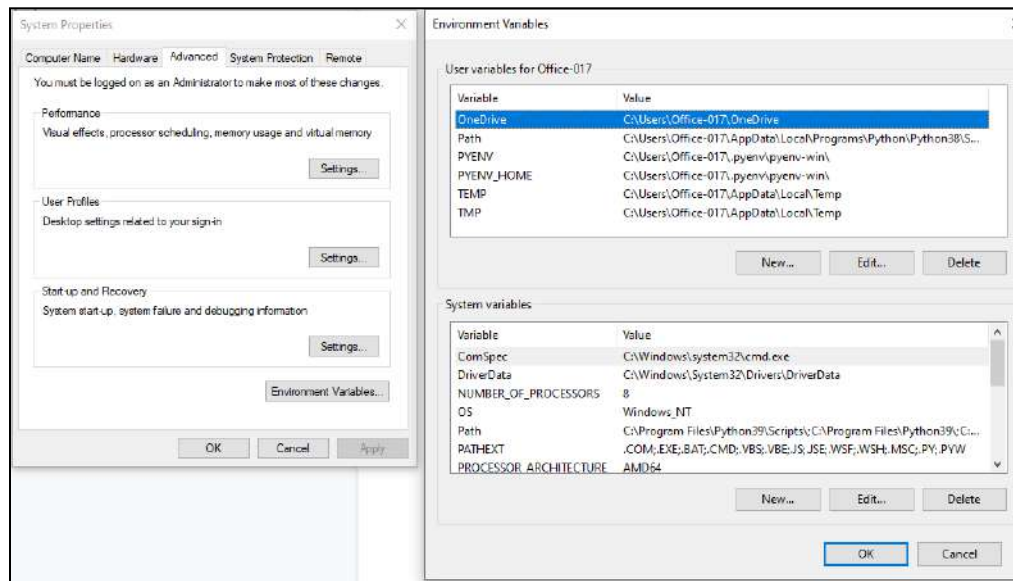 System Properties
Computer Name Hardware Advanced System Protection Remote
You must be logged on as an Administrator to make most of these changes.
Performance
Visual effects, processor scheduling, memory usage and virtual memory
Settings...
User Profiles
Desktop settings related to your sign-in
Settings...
Start-up and Recovery
System start-up, system failure and debugging information
Settings...
Environment Variables...
OK Cancel Apply
Environment Variables
User variables for Office-017
Variable Value
OneDrive C:\Users\Office-017\OneDrive
Path C:\Users\Office-017\AppData\Local\Programs\Python\Python38\S...
PYENV C:\Users\Office-017\.pyenv\pyenv-win\
PYENV_HOME C:\Users\Office-017\.pyenv\pyenv-win\
TEMP C:\Users\Office-017\AppData\Local\Temp
TMP C:\Users\Office-017\AppData\Local\Temp
New... Edit... Delete
System variables
Variable Value
ComSpec C:\Windows\system32\cmd.exe
DriverData C:\Windows\System32\Drivers\DriverData
NUMBER_OF_PROCESSORS 8
OS Windows_NT
Path C:\Program Files\Python39\Scripts\;C:\Program Files\Python39\;C:...
PATHEXT .COM;.EXE;.BAT;.CMD;.VBS;.VBE;.JS;.JSE;.WSF;.WSH;.MSC;.PY;.PYW
PROCESSOR_ARCHITECTURE AMD64
New... Edit... Delete
OK Cancel